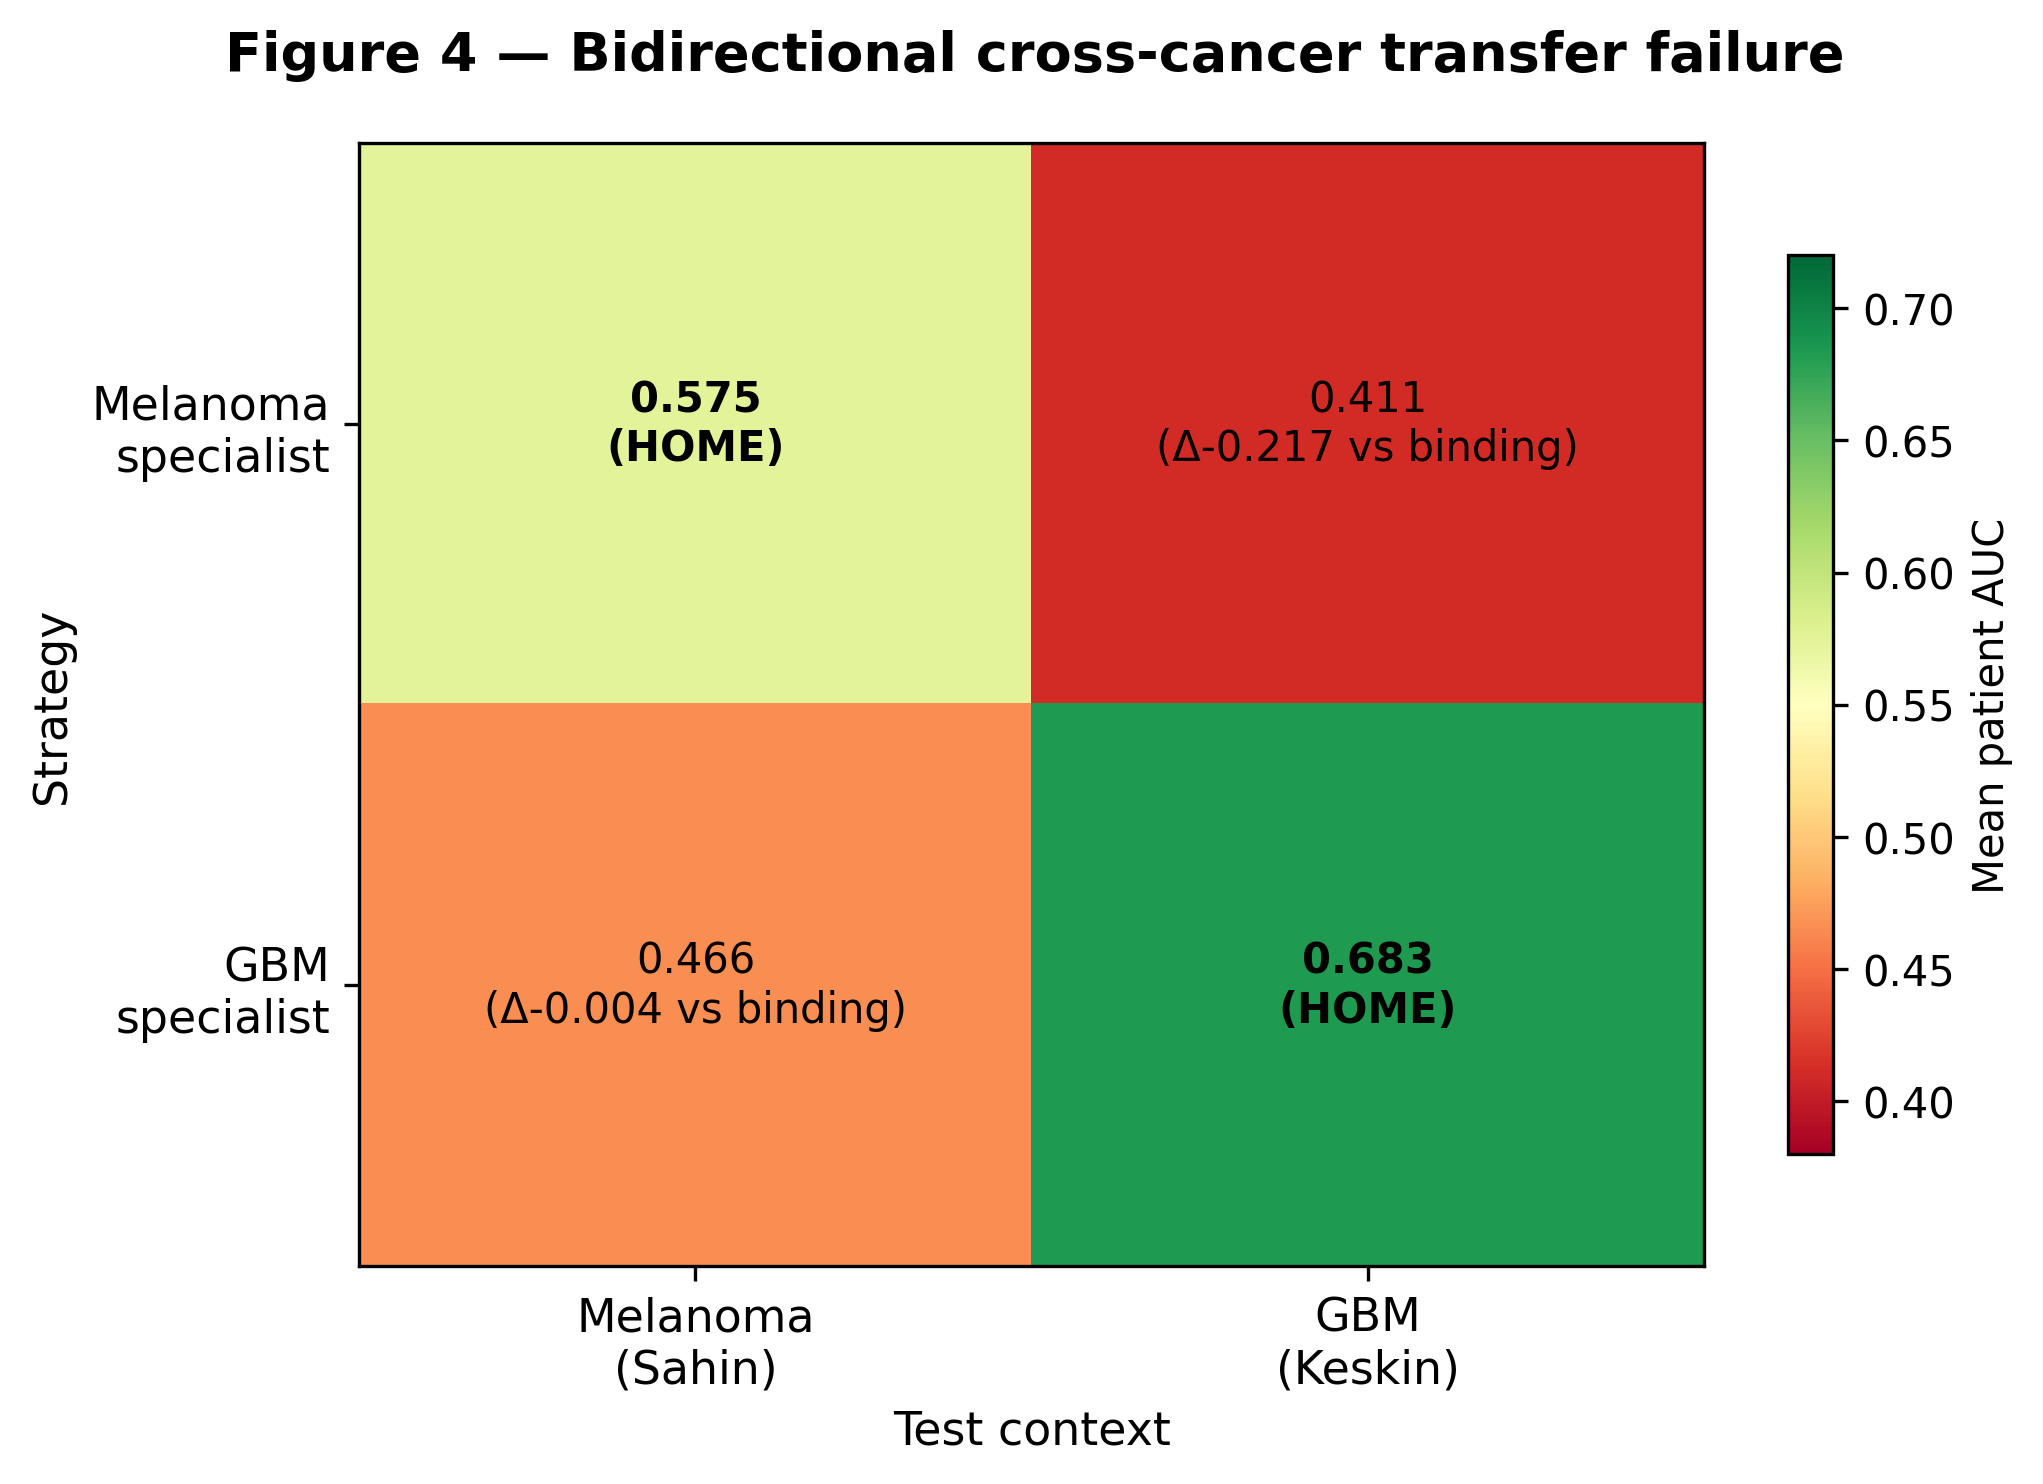 Figure 4 — Bidirectional cross-cancer transfer failure
Strategy
Melanoma
specialist
GBM
specialist
0.575
(HOME)
0.411
(Δ-0.217 vs binding)
0.466
(Δ-0.004 vs binding)
0.683
(HOME)
Melanoma
(Sahin)
GBM
(Keskin)
Test context
0.70
0.65
0.60
0.55
0.50
0.45
0.40
Mean patient AUC